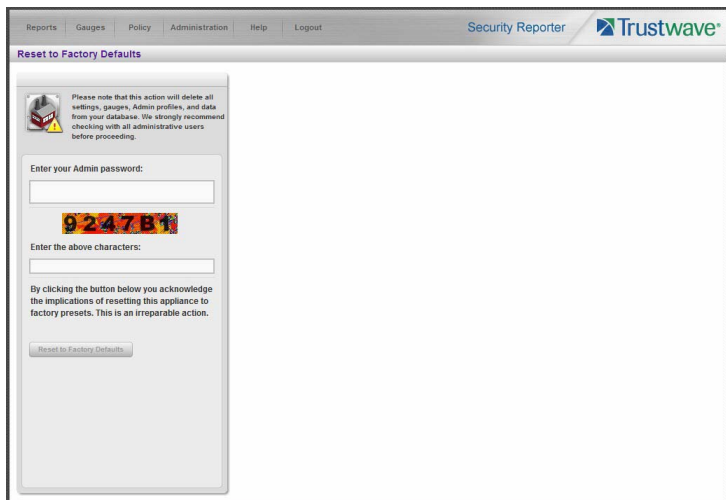 Reports Gauges Policy Administration Help Logout
Security Reporter
Trustwave®
Reset to Factory Defaults
Please note that this action will delete all
settings, gauges, Admin profiles, and data
from your database. We strongly recommend
checking with all administrative users
before proceeding.
Enter your Admin password:
9247B1
Enter the above characters:
By clicking the button below you acknowledge
the implications of resetting this appliance to
factory presets. This is an irreparable action.
Reset to Factory Defaults